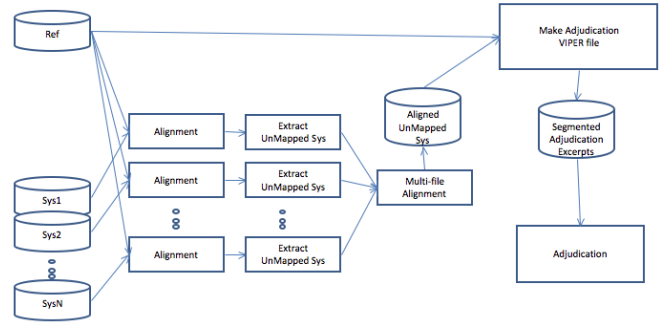 Ref
Make Adjudication
VIPER file
Alignment
Extract
UnMapped Sys
Aligned
UnMapped
Sys
Segmented
Adjudication
Excerpts
Sys1
Sys2
Alignment
Extract
UnMapped Sys
Multi-file
Alignment
Alignment
Extract
UnMapped Sys
Adjudication
SysN